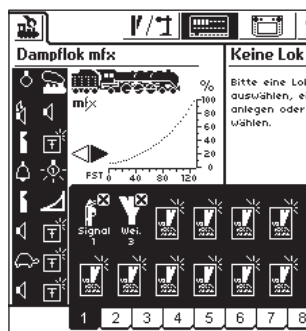 Dampflok mfx
Keine Lok
mfx
%
100
80
60
40
20
0
FST 0 40 80 120
Bitte eine Lok
auswählen, e
anlegen oder
wählen.
Signal
1
Wei.
3
1 2 3 4 5 6 7 8